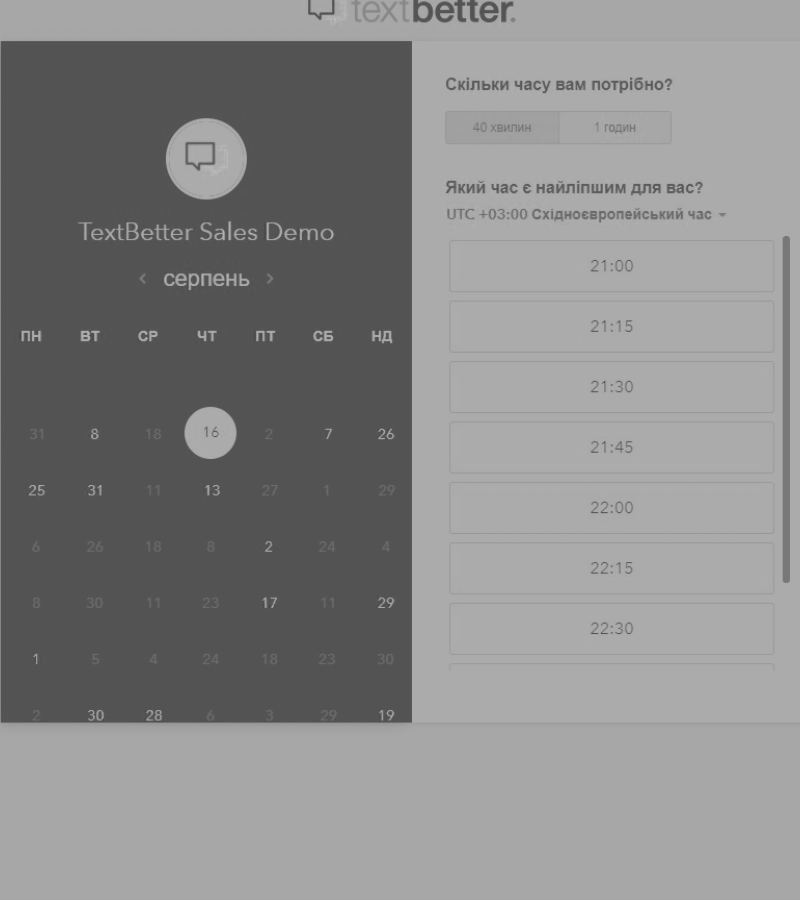 textbetter.
TextBetter Sales Demo
серпень
ПН ВТ СР ЧТ ПТ СБ НД
31 8 18 16 2 7 26
25 31 11 13 27 1 29
6 26 18 8 2 24 4
8 30 11 23 17 11 29
1 5 4 24 18 23 30
2 30 28 6 3 29 19
Скільки часу вам потрібно?
40 хвилин 1 годин
Який час є найліпшим для вас?
UTC +03:00 Східноєвропейський час
21:00
21:15
21:30
21:45
22:00
22:15
22:30